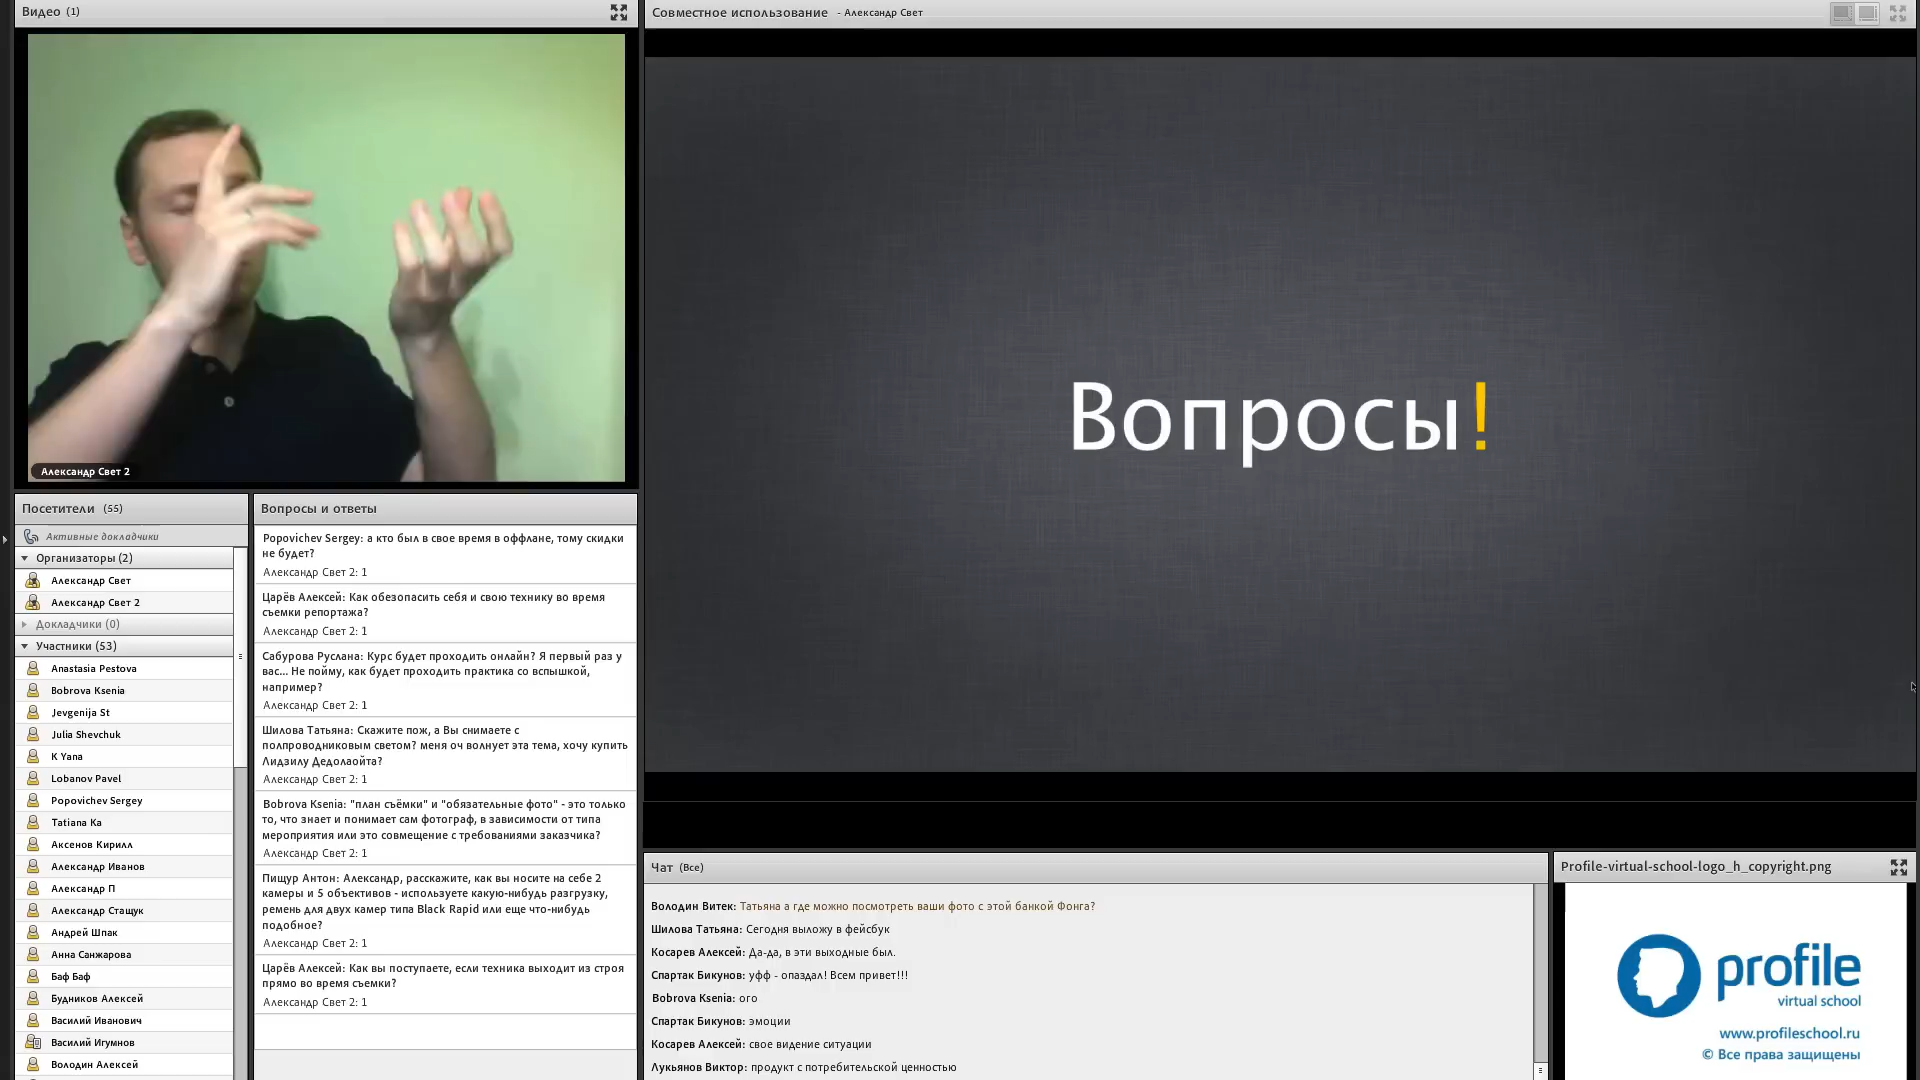 Видео (1)
Александр Свет 2
Посетители (55)
Активные докладчики
Организаторы (2)
Александр Свет
Александр Свет 2
Докладчики (0)
Участники (53)
Anastasia Pestova
Bobrova Ksenia
Jevgenija St
Julia Shevchuk
K Yana
Lobanov Pavel
Popovichev Sergey
Tatiana Ka
Аксенов Кирилл
Александр Иванов
Александр П
Александр Стащук
Андрей Шпак
Анна Санжарова
Баф Баф
Будников Алексей
Василий Иванович
Василий Игумнов
Володин Алексей
Вопросы и ответы
Popovichev Sergey: а кто был в свое время в оффлане, тому скидки
не будет?
Александр Свет 2: 1
Царёв Алексей: Как обезопасить себя и свою технику во время
съемки репортажа?
Александр Свет 2: 1
Сабурова Руслана: Курс будет проходить онлайн? Я первый раз у
вас... Не пойму, как будет проходить практика со вспышкой,
например?
Александр Свет 2: 1
Шилова Татьяна: Скажите пож, а Вы снимаете с
полпроводниковым светом? меня оч волнует эта тема, хочу купить
Лидзилу Дедолаойта?
Александр Свет 2: 1
Bobrova Ksenia: "план съёмки" и "обязательные фото" - это только
то, что знает и понимает сам фотограф, в зависимости от типа
мероприятия или это совмещение с требованиями заказчика?
Александр Свет 2: 1
Пищур Антон: Александр, расскажите, как вы носите на себе 2
камеры и 5 объективов - используете какую-нибудь разгрузку,
ремень для двух камер типа Black Rapid или еще что-нибудь
подобное?
Александр Свет 2: 1
Царёв Алексей: Как вы поступаете, если техника выходит из строя
прямо во время съемки?
Александр Свет 2: 1
Совместное использование - Александр Свет
Вопросы!
Чат (Все)
Володин Витек: Татьяна а где можно посмотреть ваши фото с этой банкой Фонга?
Шилова Татьяна: Сегодня выложу в фейсбук
Косарев Алексей: Да-да, в эти выходные был.
Спартак Бикунов: уфф - опаздал! Всем привет!!!
Bobrova Ksenia: ого
Спартак Бикунов: эмоции
Косарев Алексей: свое видение ситуации
Лукьянов Виктор: продукт с потребительской ценностью
Profile-virtual-school-logo_h_copyright.png
profile
virtual school
www.profileschool.ru
© Все права защищены